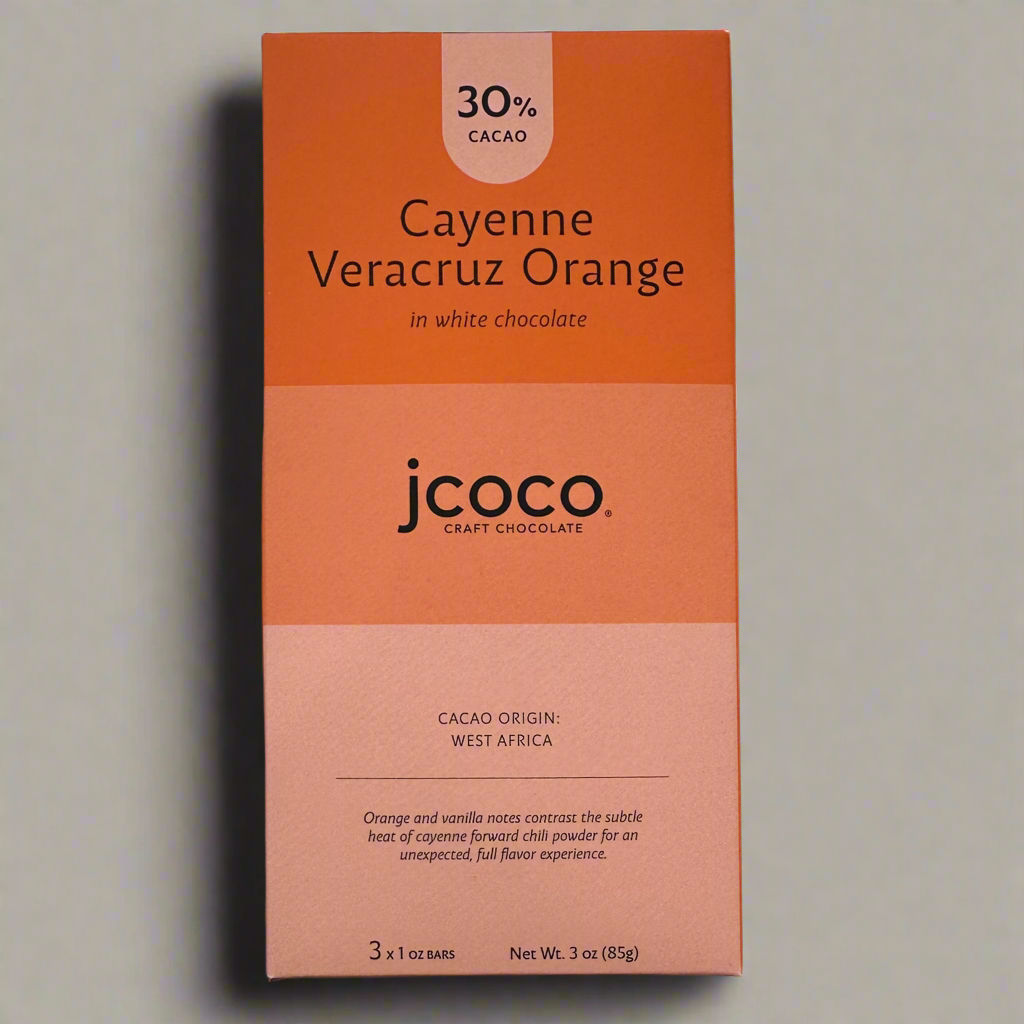 30%
CACAO
Cayenne
Veracruz Orange
in white chocolate
jcoco®
CRAFT CHOCOLATE
CACAO ORIGIN:
WEST AFRICA
Orange and vanilla notes contrast the subtle
heat of cayenne forward chili powder for an
unexpected, full flavor experience.
3 x 1 OZ BARS Net Wt. 3 oz (85g)